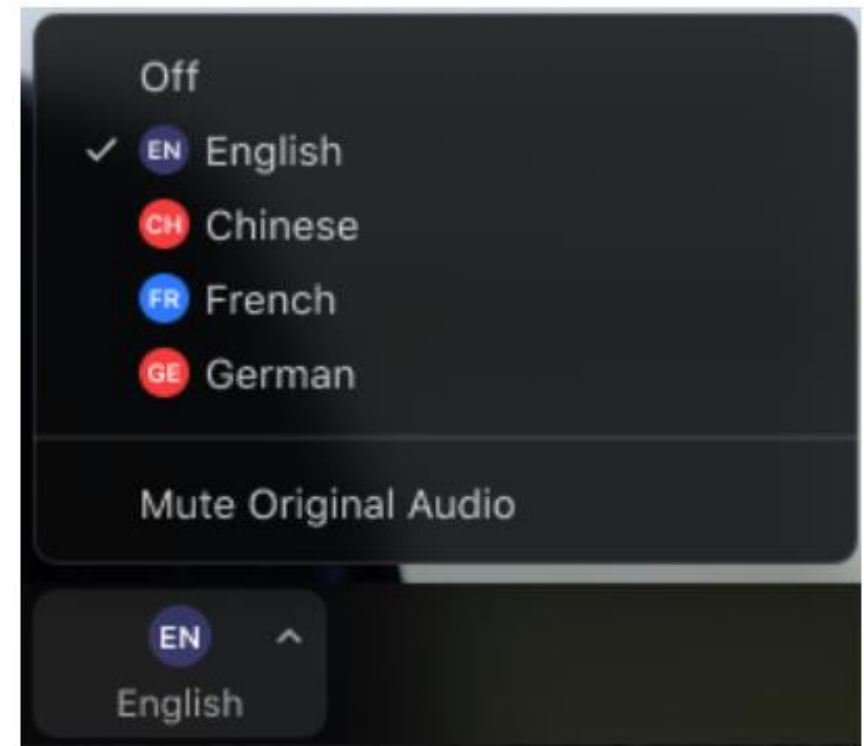 Off
EN English
CH Chinese
FR French
GE German
Mute Original Audio
EN
English